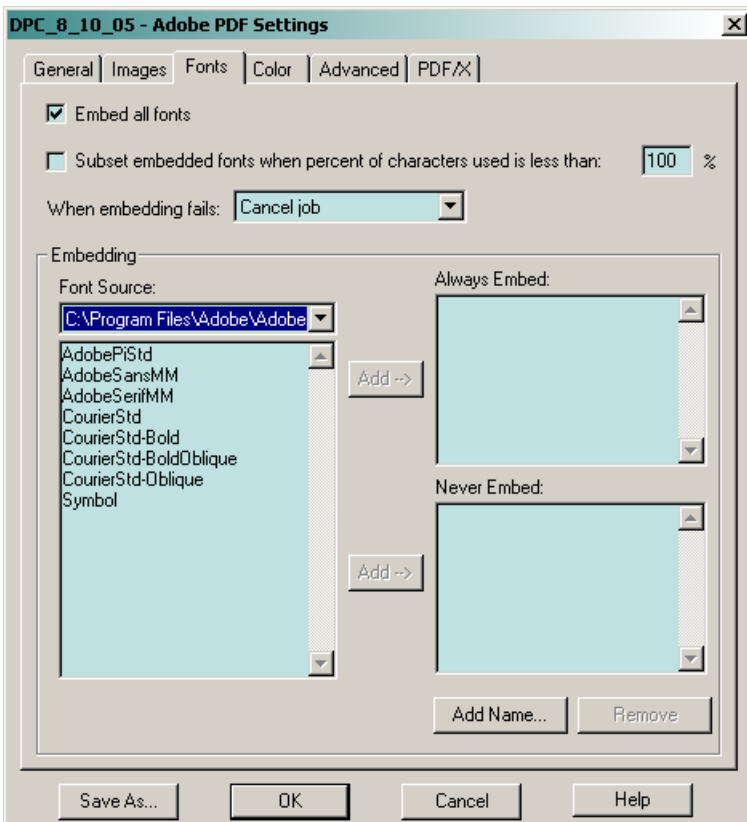 DPC_8_10_05 - Adobe PDF Settings
General Images Fonts Color Advanced PDF/X
Embed all fonts
Subset embedded fonts when percent of characters used is less than: 100 %
When embedding fails: Cancel job
Embedding
Font Source:
C:\Program Files\Adobe\Adobe
AdobePiStd
AdobeSansMM
AdobeSerifMM
CourierStd
CourierStd-Bold
CourierStd-BoldOblique
CourierStd-Oblique
Symbol
Always Embed:
Add -->
Never Embed:
Add -->
Add Name... Remove
Save As... OK Cancel Help